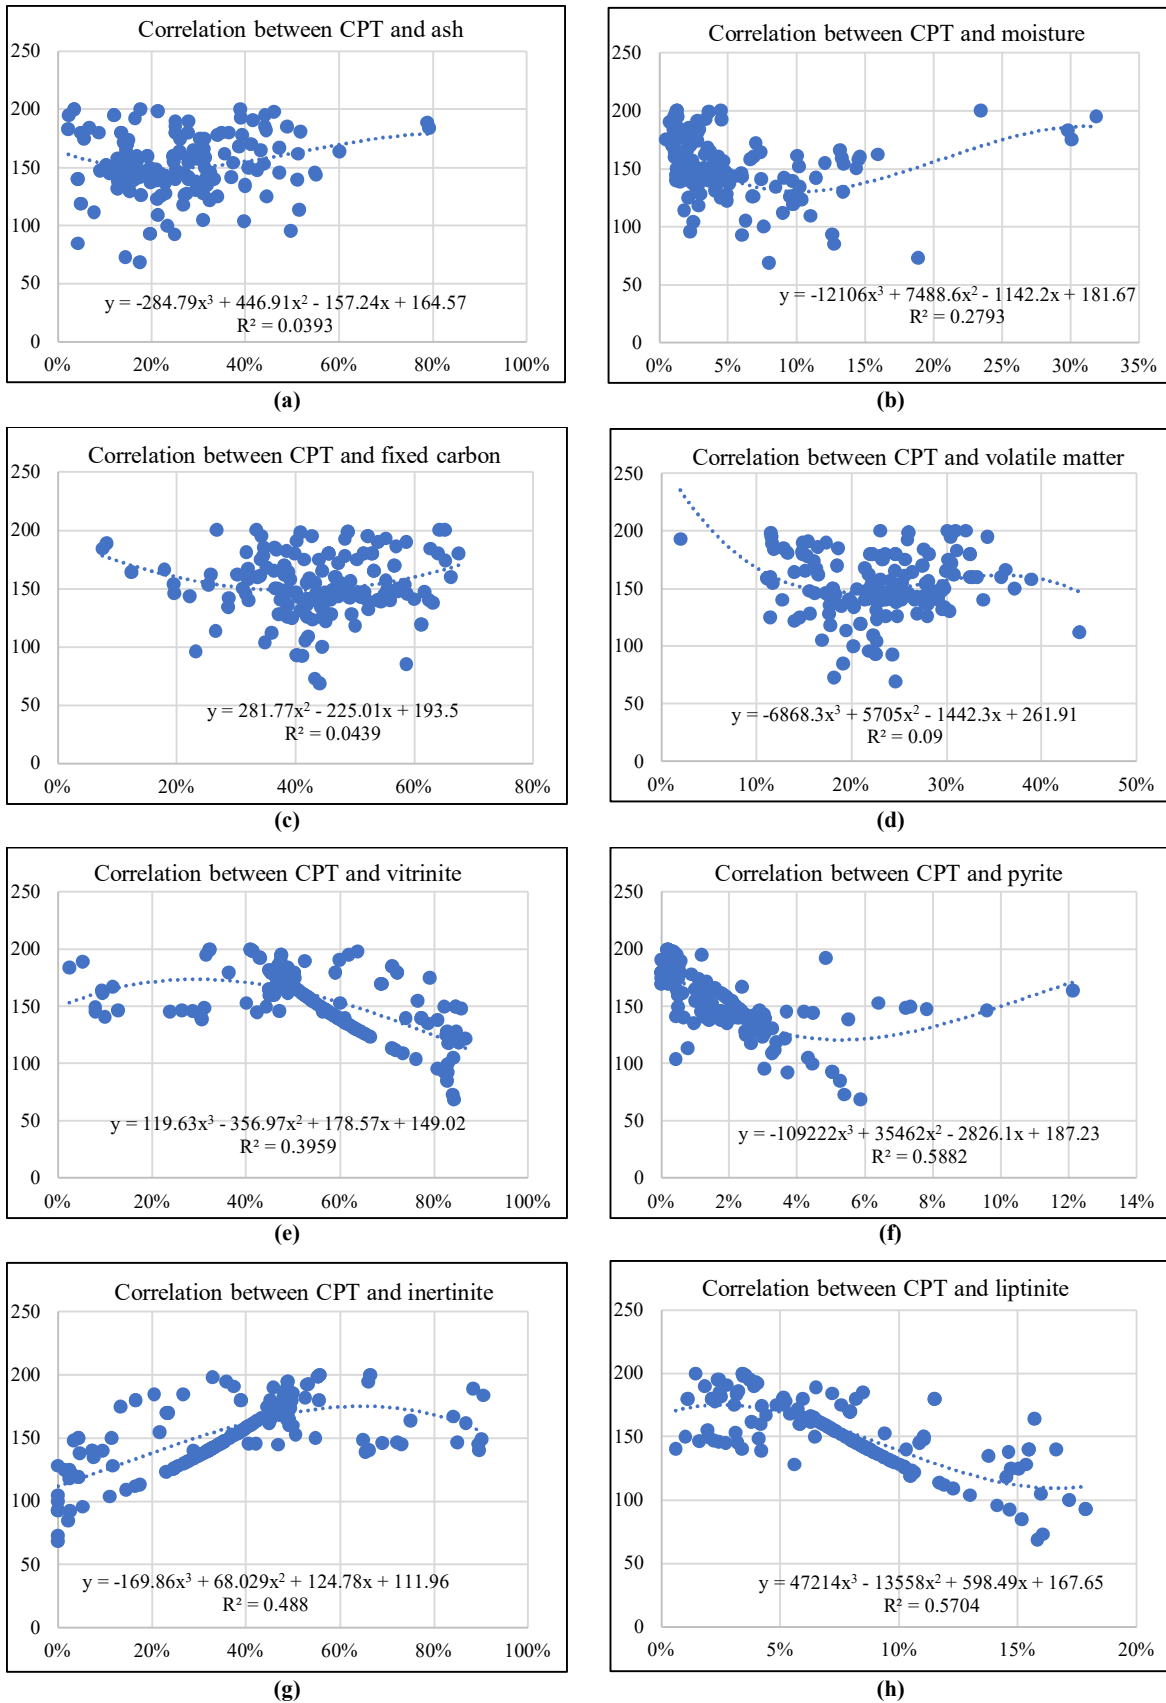 Correlation between CPT and ash
250
200
150
100
50
0
y = -284.79x³ + 446.91x² - 157.24x + 164.57
R² = 0.0393
0% 20% 40% 60% 80% 100%
(a)
Correlation between CPT and moisture
250
200
150
100
50
0
y = -12106x³ + 7488.6x² - 1142.2x + 181.67
R² = 0.2793
0% 5% 10% 15% 20% 25% 30% 35%
(b)
Correlation between CPT and fixed carbon
250
200
150
100
50
0
y = 281.77x² - 225.01x + 193.5
R² = 0.0439
0% 20% 40% 60% 80%
(c)
Correlation between CPT and volatile matter
250
200
150
100
50
0
y = -6868.3x³ + 5705x² - 1442.3x + 261.91
R² = 0.09
0% 10% 20% 30% 40% 50%
(d)
Correlation between CPT and vitrinite
250
200
150
100
50
0
y = 119.63x³ - 356.97x² + 178.57x + 149.02
R² = 0.3959
0% 20% 40% 60% 80% 100%
(e)
Correlation between CPT and pyrite
250
200
150
100
50
0
y = -109222x³ + 35462x² - 2826.1x + 187.23
R² = 0.5882
0% 2% 4% 6% 8% 10% 12% 14%
(f)
Correlation between CPT and inertinite
250
200
150
100
50
0
y = -169.86x³ + 68.029x² + 124.78x + 111.96
R² = 0.488
0% 20% 40% 60% 80% 100%
(g)
Correlation between CPT and liptinite
250
200
150
100
50
0
y = 47214x³ - 13558x² + 598.49x + 167.65
R² = 0.5704
0% 5% 10% 15% 20%
(h)